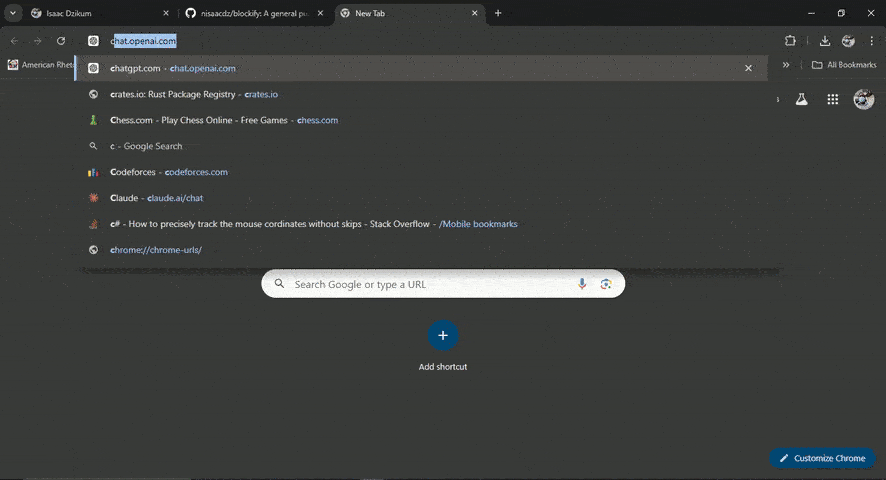 Isaac Dzikum
nisaacdz/blockify: A general pu
New Tab
chat.openai.com
American Rheto
All Bookmarks
chatgpt.com - chat.openai.com
crates.io: Rust Package Registry - crates.io
Chess.com - Play Chess Online - Free Games - chess.com
c - Google Search
Codeforces - codeforces.com
Claude - claude.ai/chat
c# - How to precisely track the mouse cordinates without skips - Stack Overflow - /Mobile bookmarks
chrome://chrome-urls/
Search Google or type a URL
Add shortcut
Customize Chrome